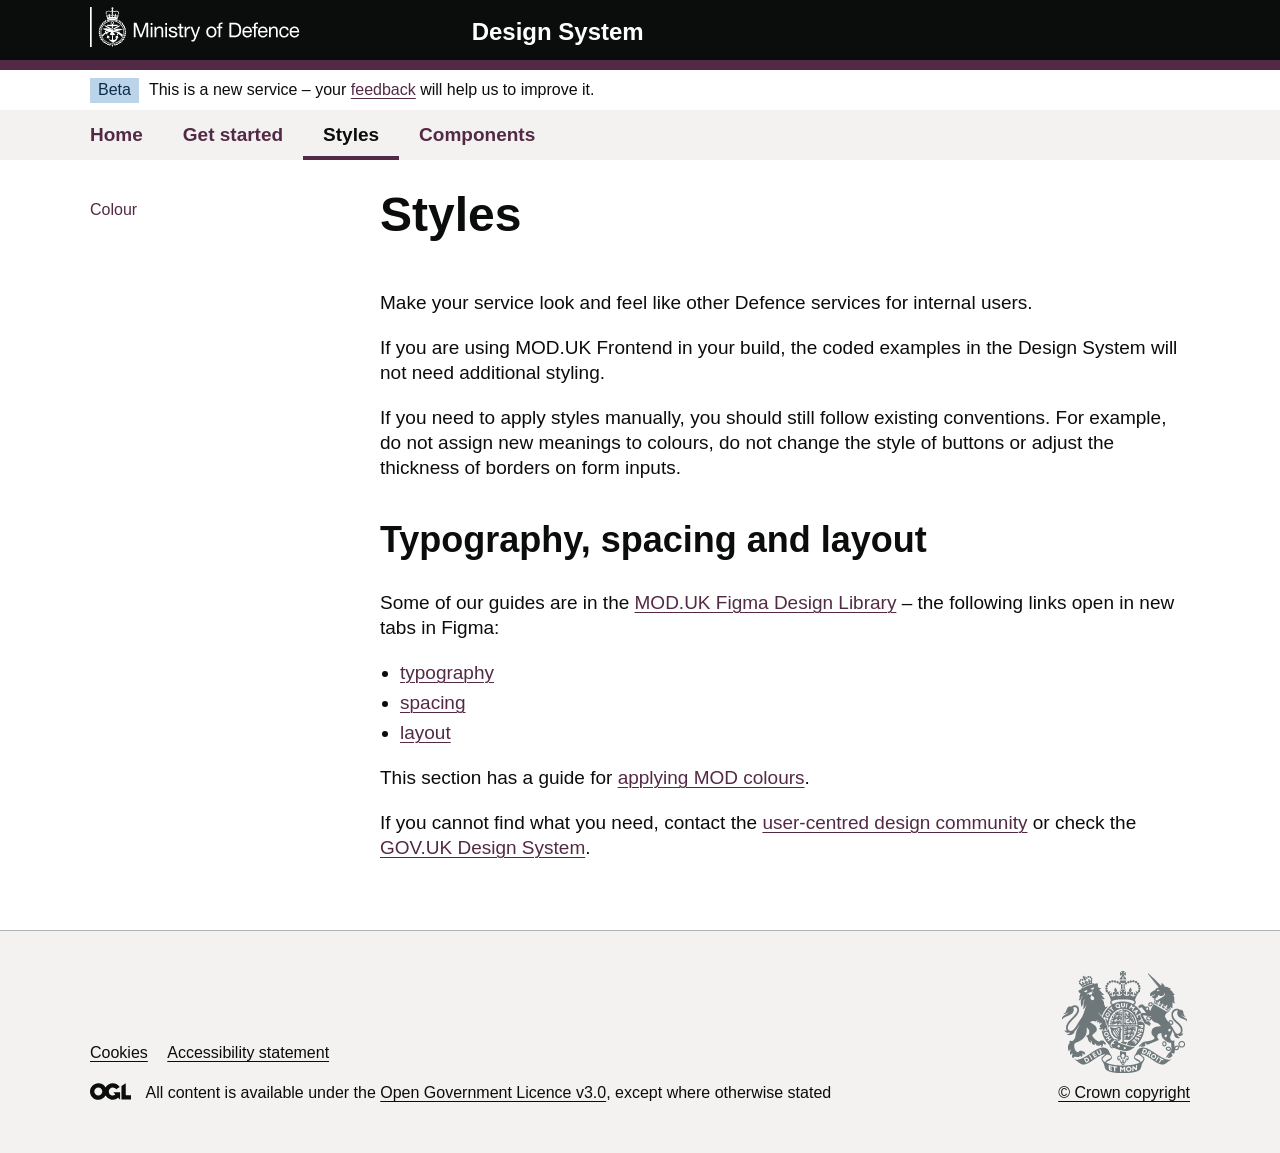 Ministry of Defence
Design System
Beta This is a new service – your feedback will help us to improve it.
Home Get started Styles Components
Colour
Styles
Make your service look and feel like other Defence services for internal users.
If you are using MOD.UK Frontend in your build, the coded examples in the Design System will
not need additional styling.
If you need to apply styles manually, you should still follow existing conventions. For example,
do not assign new meanings to colours, do not change the style of buttons or adjust the
thickness of borders on form inputs.
Typography, spacing and layout
Some of our guides are in the MOD.UK Figma Design Library – the following links open in new
tabs in Figma:
typography
spacing
layout
This section has a guide for applying MOD colours.
If you cannot find what you need, contact the user-centred design community or check the
GOV.UK Design System.
Cookies Accessibility statement
DIEU ET MON DROIT
OGL All content is available under the Open Government Licence v3.0, except where otherwise stated
© Crown copyright